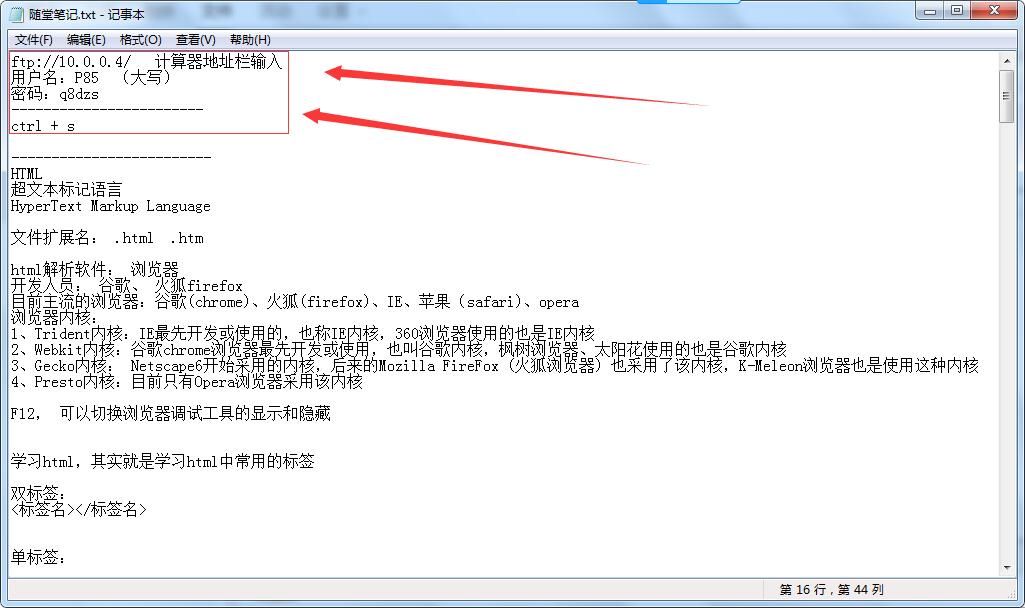 随堂笔记.txt - 记事本
文件(F) 编辑(E) 格式(O) 查看(V) 帮助(H)
ftp://10.0.0.4/ 计算器地址栏输入
用户名：P85 （大写）
密码：q8dzs
------------------------
ctrl + s
-------------------------
HTML
超文本标记语言
HyperText Markup Language
文件扩展名： .html .htm
html解析软件： 浏览器
开发人员： 谷歌、 火狐firefox
目前主流的浏览器：谷歌(chrome)、火狐(firefox)、IE、苹果（safari）、opera
浏览器内核：
1、Trident内核：IE最先开发或使用的，也称IE内核，360浏览器使用的也是IE内核
2、Webkit内核：谷歌chrome浏览器最先开发或使用，也叫谷歌内核，枫树浏览器、太阳花使用的也是谷歌内核
3、Gecko内核： Netscape6开始采用的内核，后来的Mozilla FireFox（火狐浏览器）也采用了该内核，K-Meleon浏览器也是使用这种内核
4、Presto内核：目前只有Opera浏览器采用该内核
F12， 可以切换浏览器调试工具的显示和隐藏
学习html，其实就是学习html中常用的标签
双标签：
<标签名></标签名>
单标签：
第 16 行，第 44 列